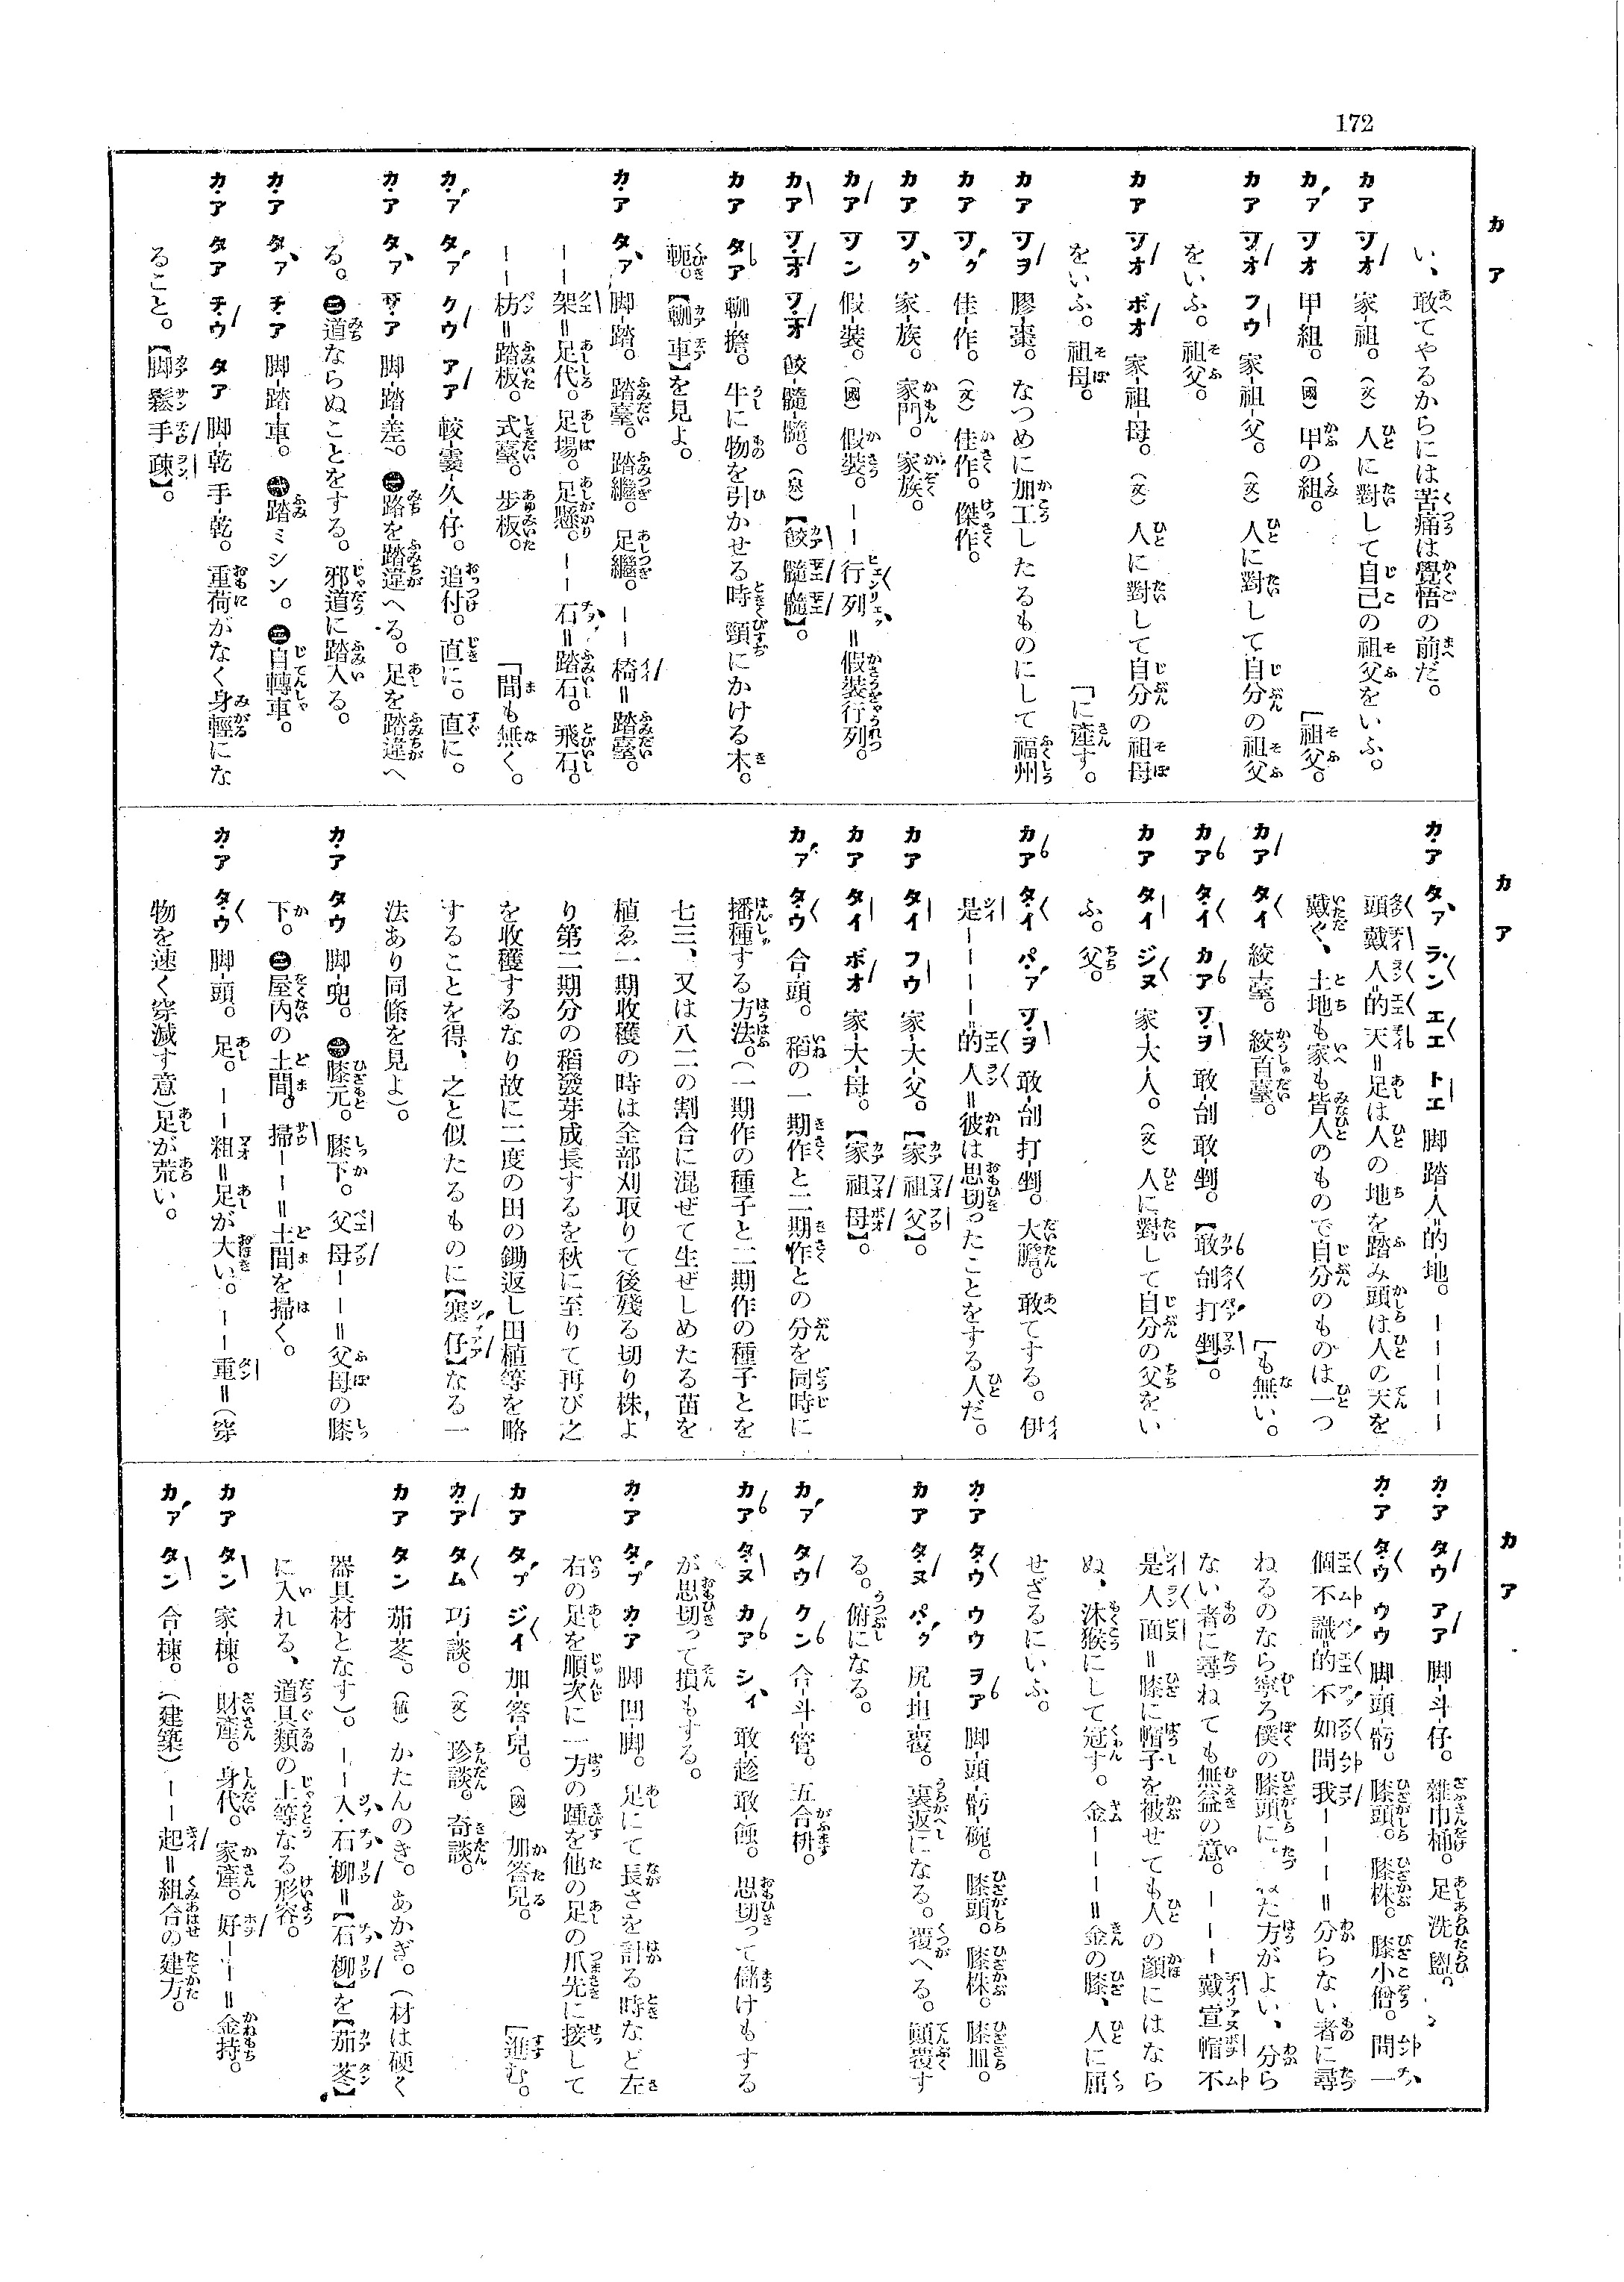 172
カア
い、敢てやるからには苦痛は覺悟の前だ。
カア ヲオ 家-祖。(文) 人に對して自己の祖父をいふ。
カア ヲオ 甲-組。(國) 甲の組。 「祖父。
カア ヲオ フウ 家-祖-父。(文) 人に對して自分の祖父
をいふ。祖父。
カア ヲオ ボオ 家-祖-母。(文) 人に對して自分の祖母
をいふ。祖母。 「に產す。
カア ヲヲ 膠-棗。なつめに加工したるものにして福州
カア ヲク 佳-作。(文) 佳作。傑作。
カア ヲク 家-族。家門。家族。
カア ヲン 假-裝。(國) 假裝。――行列=假裝行列。
カア ヲオ ヲオ 餃-髓-髓。(泉)【餃髓髓】。
カア タア 軥-擔。牛に物を引かせる時頸にかける木。
軛。【軥車】を見よ。
カア タア 脚-踏。踏臺。踏繼。足繼。――椅=踏臺。
――架=足代。足場。足懸。――石=踏石。飛石。
――枋=踏板。式臺。步板。 「間も無く。
カア タア クウ アア 較-霎-久-仔。追付。直に。直に。
カア タア サア 脚-踏-差。㊀路を踏違へる。足を踏違へ
る。㊁道ならぬことをする。邪道に踏入る。
カア タア チア 脚-踏-車。㊀踏ミシン。㊁自轉車。
カア タア チウ タア 脚-乾手-乾。重荷がなく身輕にな
ること。【脚鬆手疎】。
カア
カア タア ラン エエ トエ 脚踏-人=的-地。――――
頭戴人=的天=足は人の地を踏み頭は人の天を
戴く、土地も家も皆人のもので自分のものは一つ
カア タイ 絞-臺。絞首臺。 「も無い。
カア タイ カア ヲヲ 敢-刣敢-剉。【敢刣打剉】。
カア タイ ジヌ 家-大-人。(文) 人に對して自分の父をい
ふ。父。
カア タイ パア ヲヲ 敢-刣打-剉。大膽。敢てする。伊
是――――的人=彼は思切ったことをする人だ。
カア タイ フウ 家-大-父。【家祖父】。
カア タイ ボオ 家-大-母。【家祖母】。
カア タウ 合-頭。稻の一期作と二期作との分を同時に
播種する方法。(一期作の種子と二期作の種子とを
七三、又は八二の割合に混ぜて生ぜしめたる苗を
植ゑ一期收穫の時は全部刈取りて後殘る切り株よ
り第二期分の稻發芽成長するを秋に至りて再び之
を收穫するなり故に二度の田の鋤返し田植等を略
することを得、之と似たるものに【塞仔】なる一
法あり同條を見よ)。
カア タウ 脚-兜。㊀膝元。膝下。父母――=父母の膝
下。㊁屋內の土間。掃――=土間を掃く。
カア タウ 脚-頭。足。――粗=足が大い。――重=(穿
物を速く穿減す意)足が荒い。
カア
カア タウ アア 脚-斗-仔。雜巾桶。足洗盥。
カア タウ ウウ 脚-頭-骬。膝頭。膝株。膝小僧。問一
個不識=的不如問我――――=分らない者に尋
ねるのなら寧ろ僕の膝頭に た方がよい、分ら
ない者に尋ねても無益の意。――――戴宣帽不
是人面=膝に帽子を被せても人の顏にはなら
ぬ、沐猴にして冠す。金――――=金の膝、人に屈
せざるにいふ。
カア タウ ウウ ヲア 脚-頭-骬-碗。膝頭。膝株。膝皿。
カア タヌ パク 尻-坦-覆。裏返になる。覆へる。顚覆す
る。俯になる。
カア タウ クン 合-斗-管。五合枡。
カア タヌ カア シイ 敢-趁敢-蝕。思切って儲けもする
が思切って損もする。
カア タプ カア 脚-問-脚。足にて長さを計る時など左
右の足を順次に一方の踵を他の足の爪先に接して
カア タプ ジイ 加-答-兒。(國) 加答兒。 「進む。
カア タム 巧-談。(文) 珍談。奇談。
カア タン 茄-苳。(植) かたんのき。あかぎ。(材は硬く
器具材となす)。――入石柳=【石柳】を【茄苳】
に入れる、道具類の上等なる形容。
カア タン 家-棟。財產。身代。家產。好――=金持。
カア タン 合-棟。(建築)――起=組合の建方。